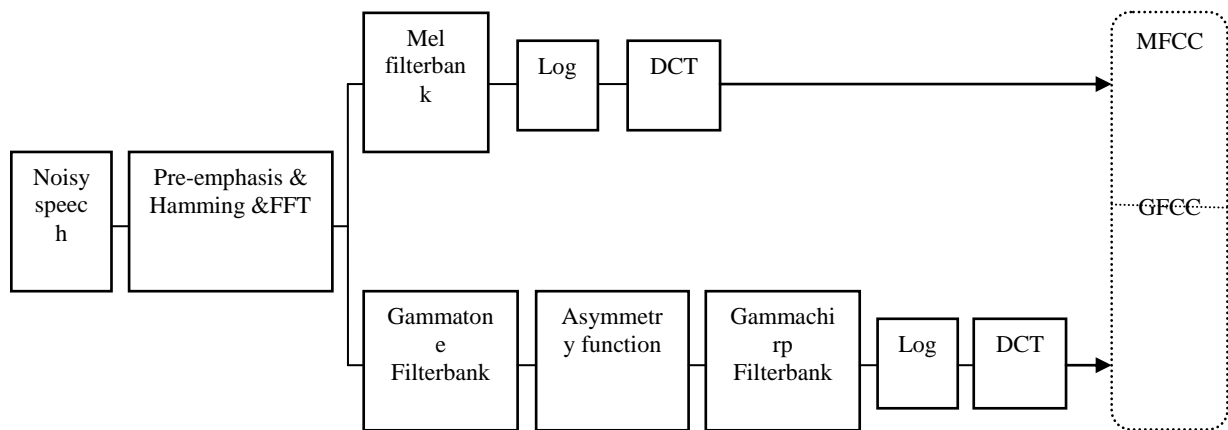 Noisy
speec
h
Pre-emphasis &
Hamming &FFT
Mel
filterban
k
Log
DCT
MFCC
Gammaton
e
Filterbank
Asymmetr
y function
Gammachi
rp
Filterbank
Log
DCT
GFCC